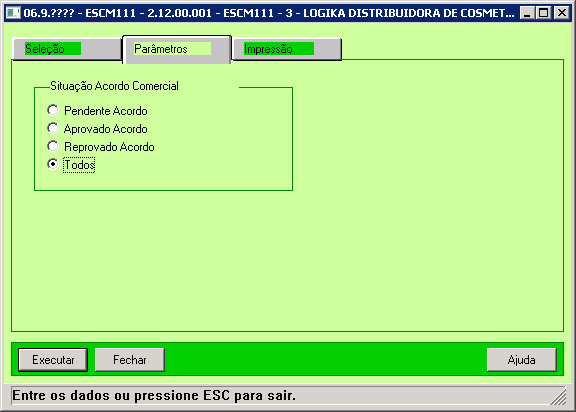 06.9.???? - ESCM111 - 2.12.00.001 - ESCM111 - 3 - LOGIKA DISTRIBUIDORA DE COSMET...
Seleção Parâmetros Impressão
Situação Acordo Comercial
Pendente Acordo
Aprovado Acordo
Reprovado Acordo
Todos
Executar Fechar Ajuda
Entre os dados ou pressione ESC para sair.